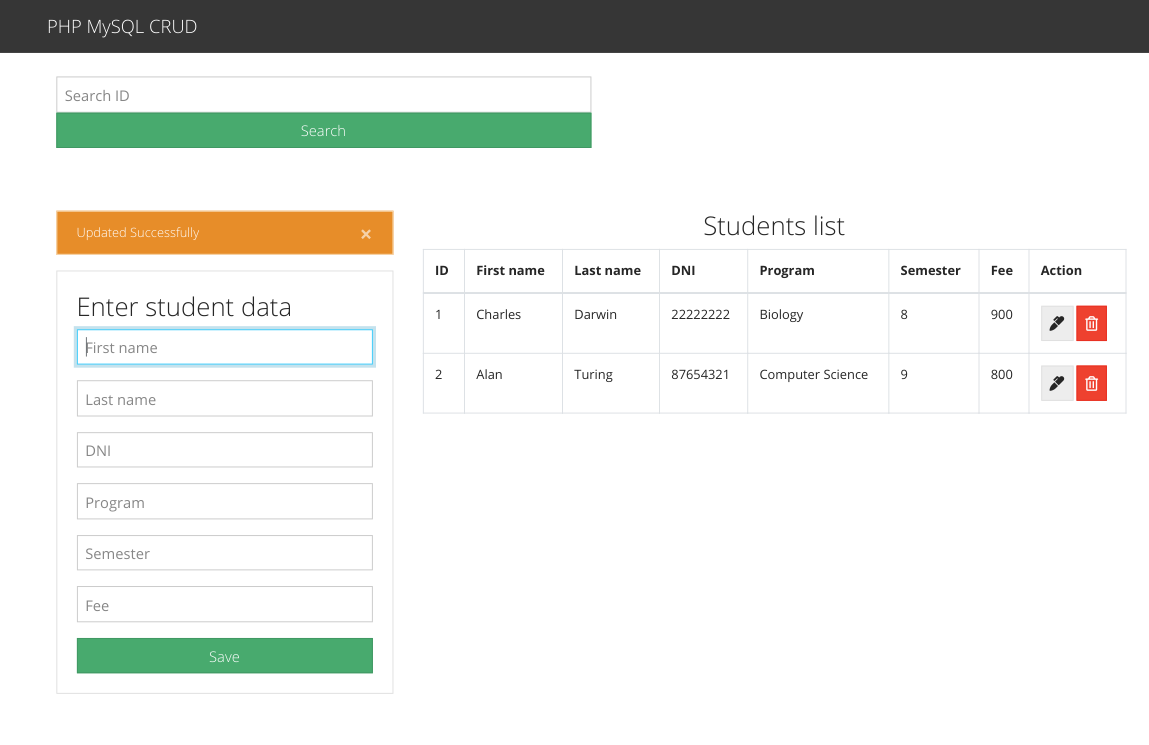 PHP MySQL CRUD
Search ID
Search
Updated Successfully ×
Enter student data
First name
Last name
DNI
Program
Semester
Fee
Save
Students list
ID First name Last name DNI Program Semester Fee Action
1 Charles Darwin 22222222 Biology 8 900
2 Alan Turing 87654321 Computer Science 9 800